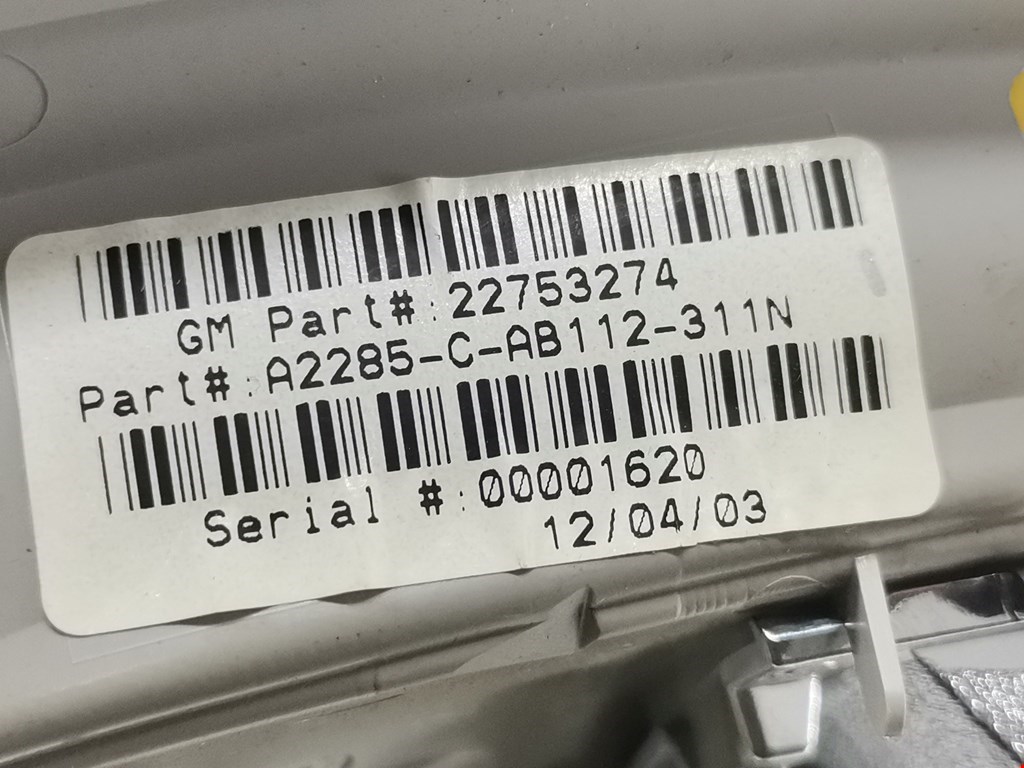 GM Part#:22753274
Part#:A2285-C-AB112-311N
Serial #:00001620
12/04/03